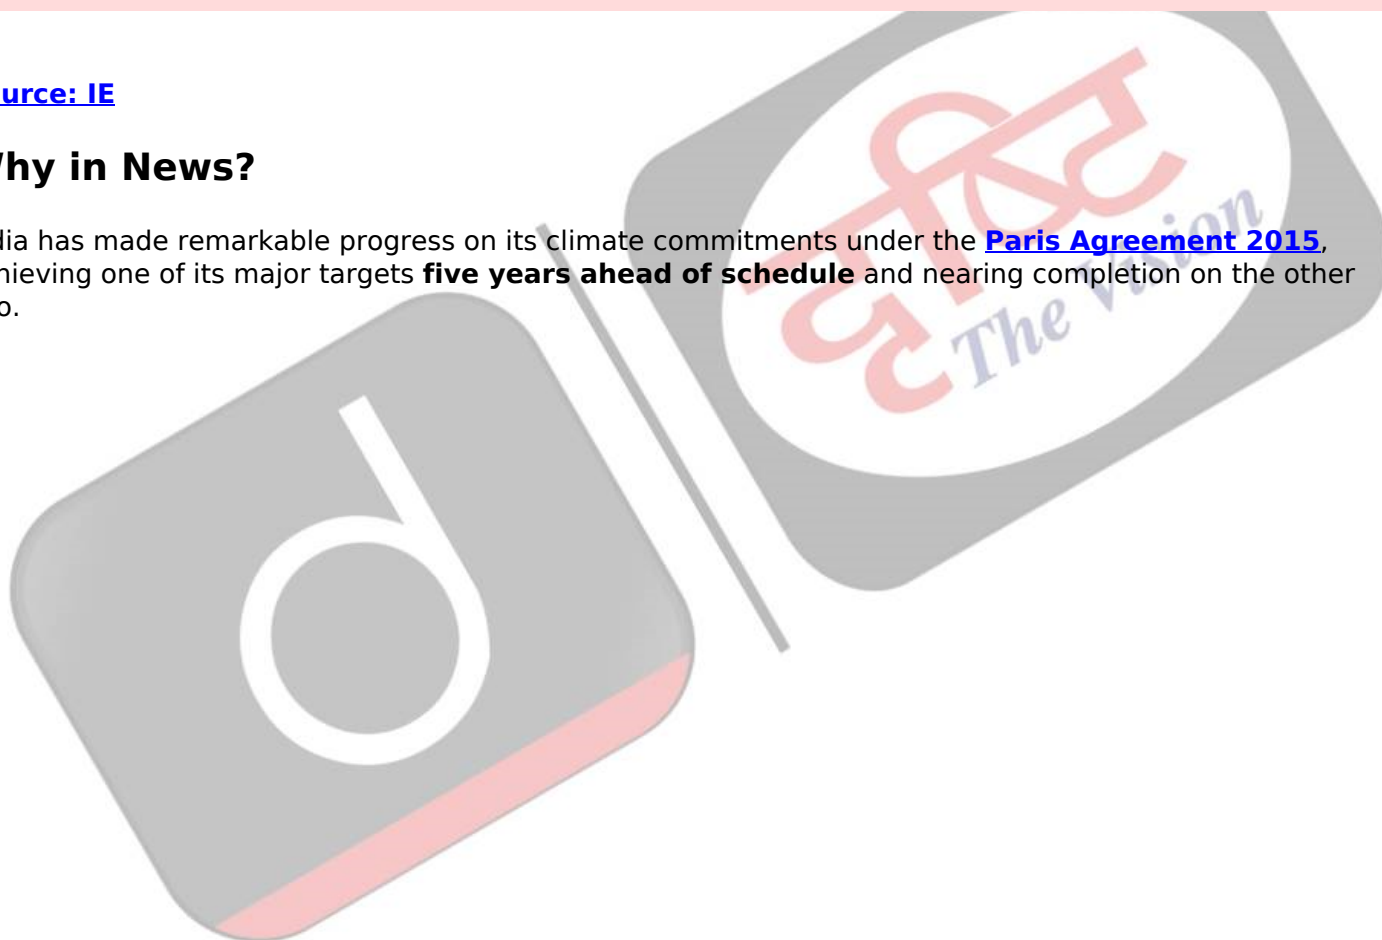 urce: IE
hy in News?
dia has made remarkable progress on its climate commitments under the Paris Agreement 2015,
hieving one of its major targets five years ahead of schedule and nearing completion on the other
o.
दृष्टि
The Vision
d